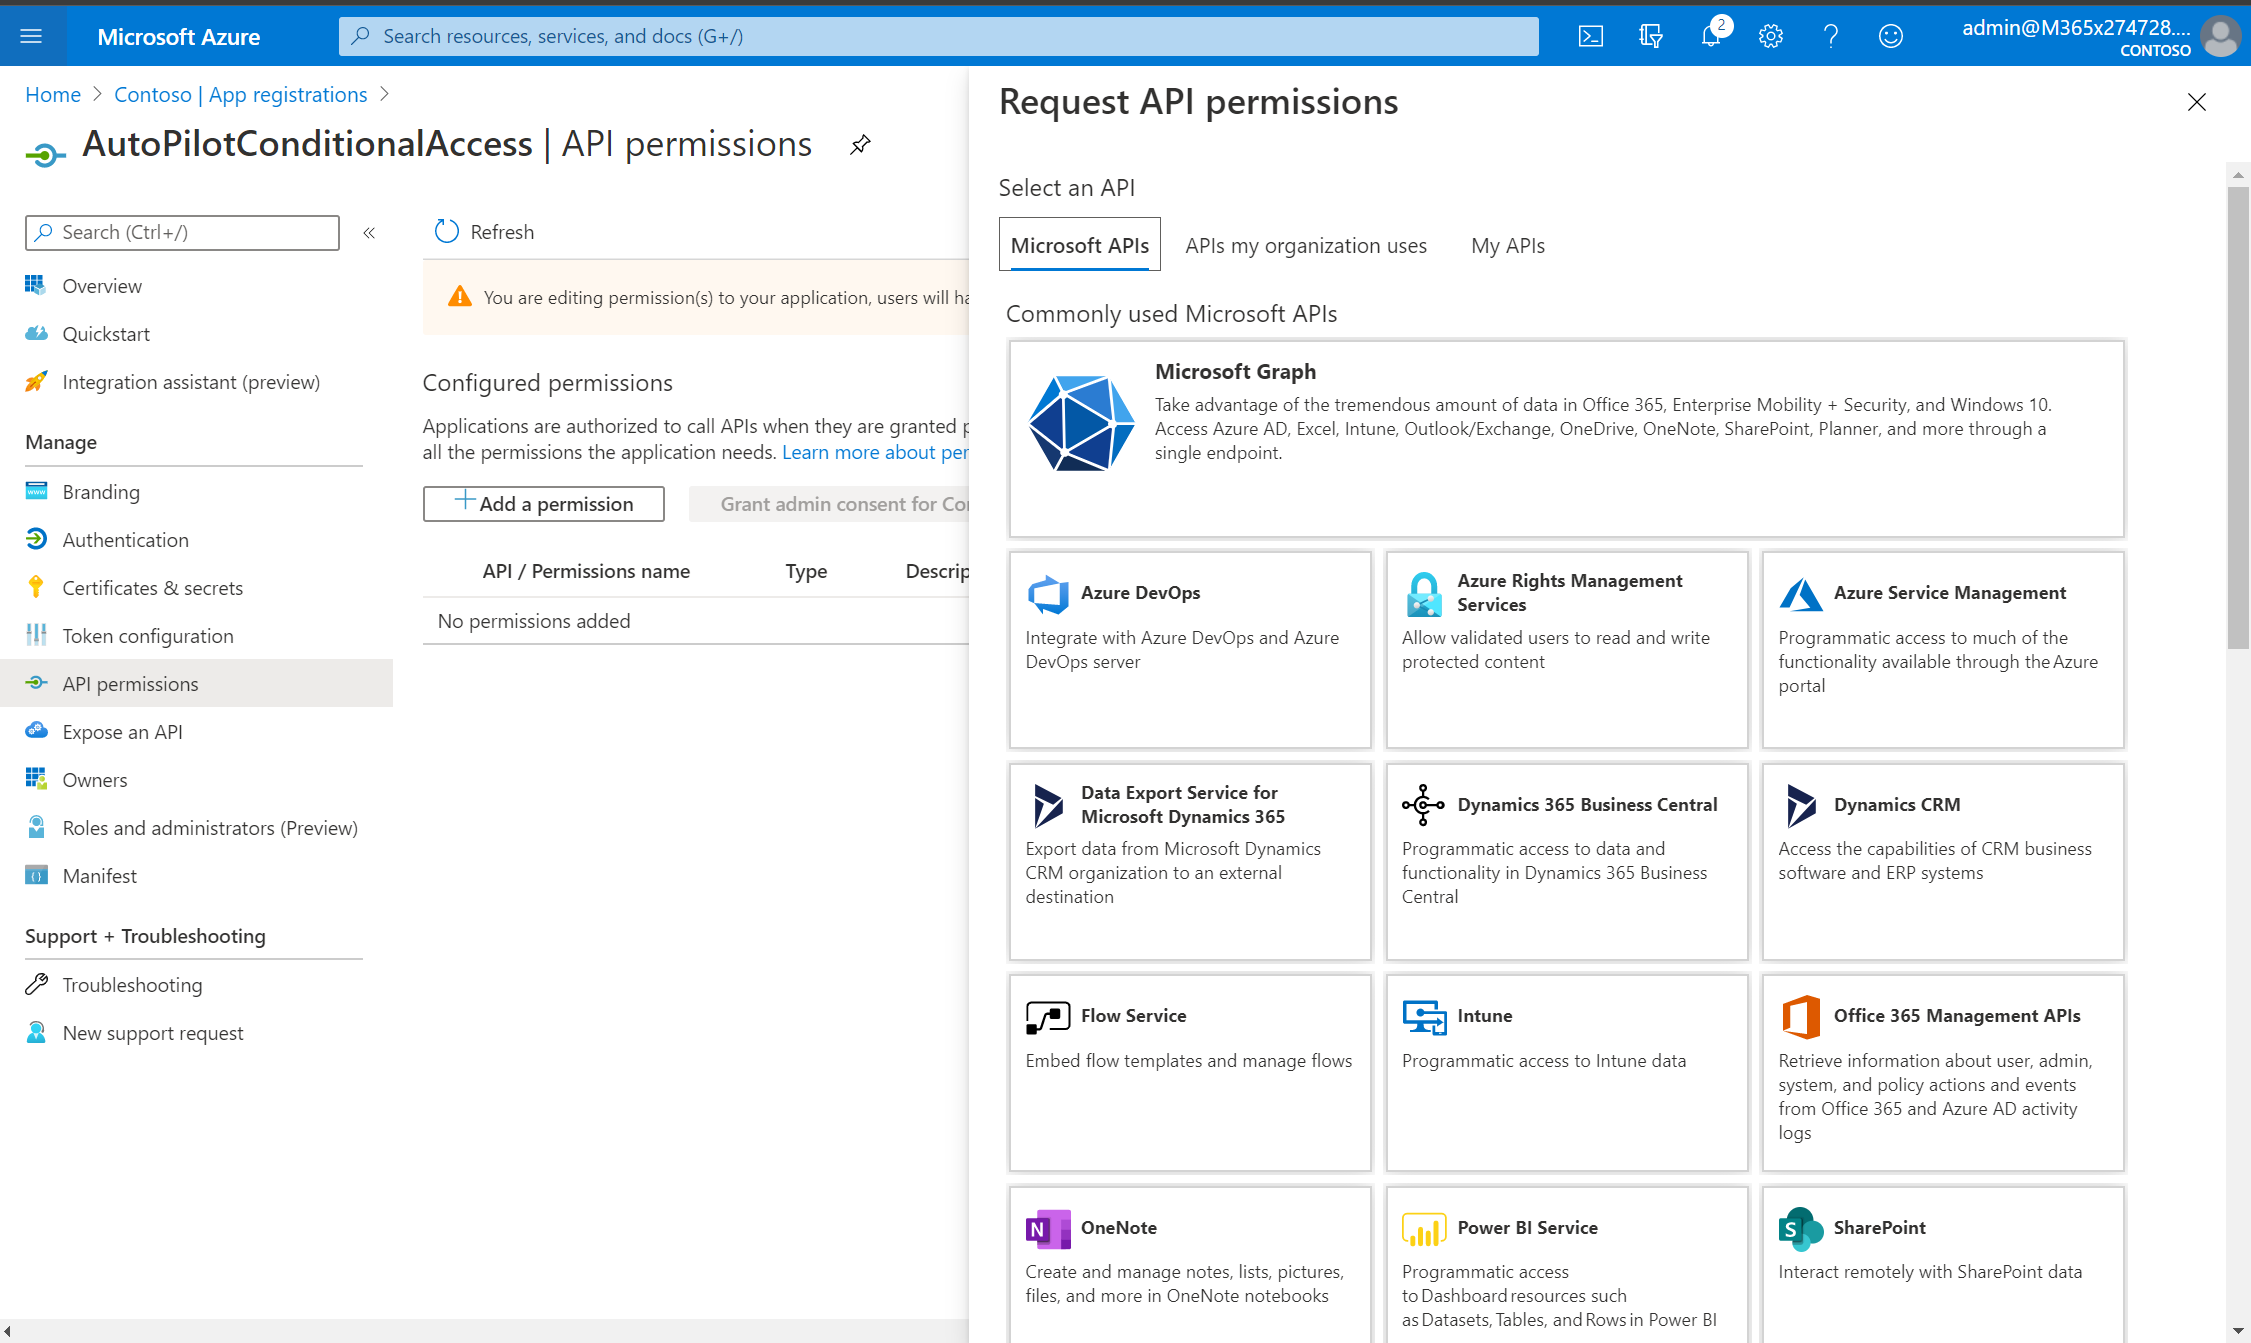 Microsoft Azure
Search resources, services, and docs (G+/)
2
admin@M365x274728....
CONTOSO
Home > Contoso | App registrations >
AutoPilotConditionalAccess | API permissions
Search (Ctrl+/)
«
Overview
Quickstart
Integration assistant (preview)
Manage
Branding
Authentication
Certificates & secrets
Token configuration
API permissions
Expose an API
Owners
Roles and administrators (Preview)
Manifest
Support + Troubleshooting
Troubleshooting
New support request
Refresh
You are editing permission(s) to your application, users will ha
Configured permissions
Applications are authorized to call APIs when they are granted p
all the permissions the application needs. Learn more about per
Add a permission
Grant admin consent for Con
API / Permissions name Type Descrip
No permissions added
Request API permissions
Select an API
Microsoft APIs APIs my organization uses My APIs
Commonly used Microsoft APIs
Microsoft Graph
Take advantage of the tremendous amount of data in Office 365, Enterprise Mobility + Security, and Windows 10.
Access Azure AD, Excel, Intune, Outlook/Exchange, OneDrive, OneNote, SharePoint, Planner, and more through a
single endpoint.
Azure DevOps
Integrate with Azure DevOps and Azure
DevOps server
Azure Rights Management
Services
Allow validated users to read and write
protected content
Azure Service Management
Programmatic access to much of the
functionality available through the Azure
portal
Data Export Service for
Microsoft Dynamics 365
Export data from Microsoft Dynamics
CRM organization to an external
destination
Dynamics 365 Business Central
Programmatic access to data and
functionality in Dynamics 365 Business
Central
Dynamics CRM
Access the capabilities of CRM business
software and ERP systems
Flow Service
Embed flow templates and manage flows
Intune
Programmatic access to Intune data
Office 365 Management APIs
Retrieve information about user, admin,
system, and policy actions and events
from Office 365 and Azure AD activity
logs
OneNote
Create and manage notes, lists, pictures,
files, and more in OneNote notebooks
Power BI Service
Programmatic access
to Dashboard resources such
as Datasets, Tables, and Rows in Power BI
SharePoint
Interact remotely with SharePoint data